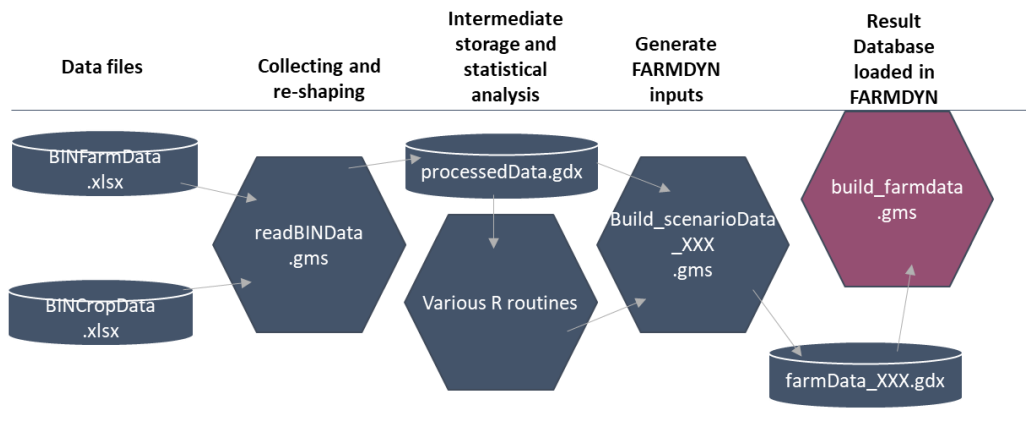 Data files
Collecting and
re-shaping
Intermediate
storage and
statistical
analysis
Generate
FARMDYN
inputs
Result
Database
loaded in
FARMDYN
BINFarmData
.xlsx
BINCropData
.xlsx
readBINData
.gms
processedData.gdx
Various R routines
Build_scenarioData
_XXX
.gms
build_farmdata
.gms
farmData_XXX.gdx